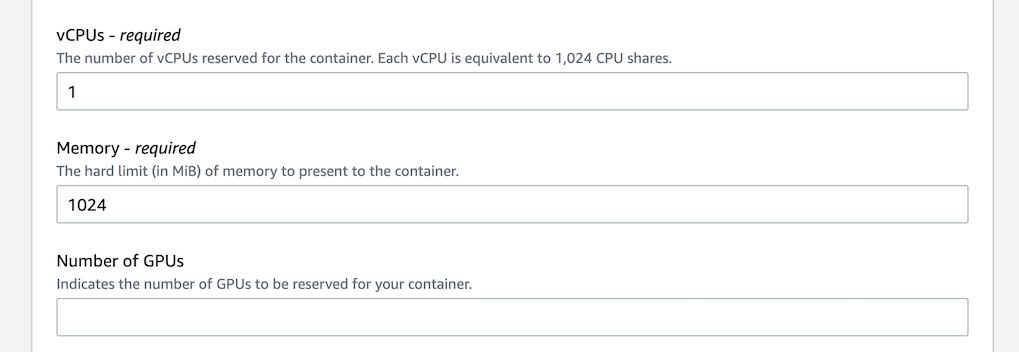 vCPUs - required
The number of vCPUs reserved for the container. Each vCPU is equivalent to 1,024 CPU shares.
1
Memory - required
The hard limit (in MiB) of memory to present to the container.
1024
Number of GPUs
Indicates the number of GPUs to be reserved for your container.